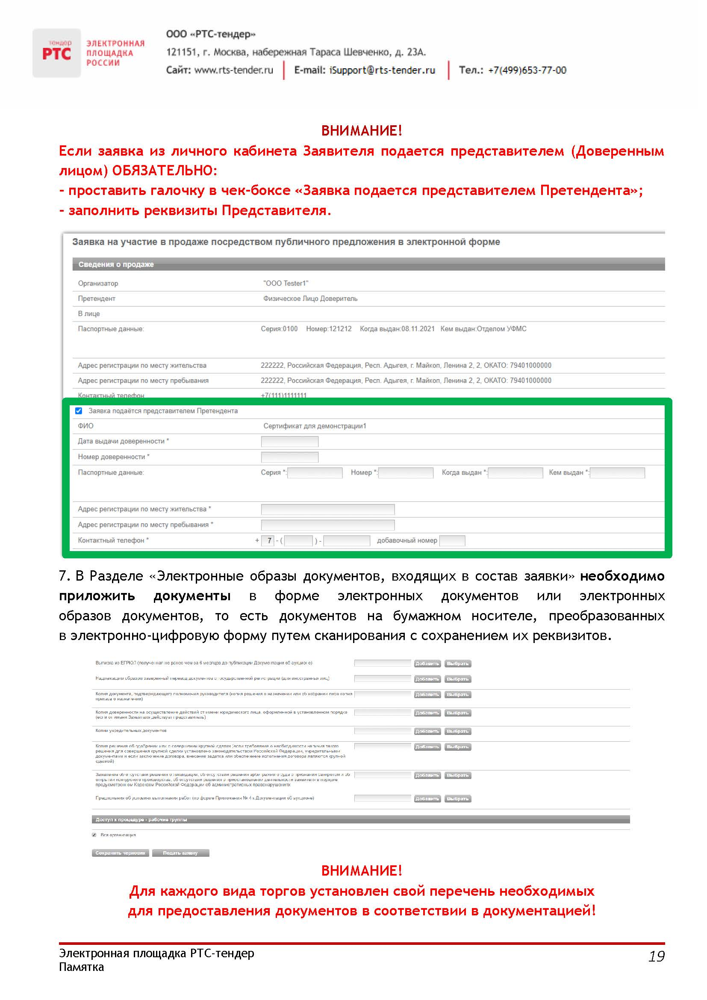 тендер
РТС
ЭЛЕКТРОННАЯ
ПЛОЩАДКА
РОССИИ
ООО «РТС-тендер»
121151, г. Москва, набережная Тараса Шевченко, д. 23А.
Сайт: www.rts-tender.ru E-mail: iSupport@rts-tender.ru Тел.: +7(499)653-77-00
ВНИМАНИЕ!
Если заявка из личного кабинета Заявителя подается представителем (Доверенным
лицом) ОБЯЗАТЕЛЬНО:
- проставить галочку в чек-боксе «Заявка подается представителем Претендента»;
- заполнить реквизиты Представителя.
Заявка на участие в продаже посредством публичного предложения в электронной форме
Сведения о продаже
Организатор "ООО Tester1"
Претендент Физическое Лицо Доверитель
В лице
Паспортные данные: Серия:0100 Номер:121212 Когда выдан:08.11.2021 Кем выдан:Отделом УФМС
Адрес регистрации по месту жительства 222222, Российская Федерация, Респ. Адыгея, г. Майкоп, Ленина 2, 2, ОКАТО: 79401000000
Адрес регистрации по месту пребывания 222222, Российская Федерация, Респ. Адыгея, г. Майкоп, Ленина 2, 2, ОКАТО: 79401000000
Контактный телефон +7(111)1111111
Заявка подаётся представителем Претендента
ФИО Сертификат для демонстрации1
Дата выдачи доверенности *
Номер доверенности *
Паспортные данные: Серия *: Номер *: Когда выдан *: Кем выдан *:
Адрес регистрации по месту жительства *
Адрес регистрации по месту пребывания *
Контактный телефон * + 7 - ( ) - добавочный номер
7. В Разделе «Электронные образы документов, входящих в состав заявки» необходимо
приложить документы в форме электронных документов или электронных
образов документов, то есть документов на бумажном носителе, преобразованных
в электронно-цифровую форму путем сканирования с сохранением их реквизитов.
Выписка из ЕГРЮЛ (полученная не ранее чем за 6 месяцев до публикации Документации об аукционе) Добавить Выбрать
Надлежащим образом заверенный перевод документов о государственной регистрации (для иностранных лиц) Добавить Выбрать
Копия документа, подтверждающего полномочия руководителя (копия решения о назначении или об избрании либо копия
приказа о назначении) Добавить Выбрать
Копия доверенности на осуществление действий от имени юридического лица, оформленной в установленном порядке
(если от имени Заявителя действует представитель) Добавить Выбрать
Копии учредительных документов Добавить Выбрать
Копия решения об одобрении или о совершении крупной сделки (если требование о необходимости наличия такого
решения для совершения крупной сделки установлено законодательством Российской Федерации, учредительными
документами и если заключение договора, внесение задатка или обеспечение исполнения договора являются крупной
сделкой) Добавить Выбрать
Заявление об отсутствии решения о ликвидации, об отсутствии решения арбитражного суда о признании банкротом и об
открытии конкурсного производства, об отсутствии решения о приостановлении деятельности заявителя в порядке,
предусмотренном Кодексом Российской Федерации об административных правонарушениях Добавить Выбрать
Предложения об условиях выполнения работ (по форме Приложения № 4 к Документации об аукционе) Добавить Выбрать
Доступ к процедуре - рабочие группы
Вся организация
Сохранить черновик Подать заявку
ВНИМАНИЕ!
Для каждого вида торгов установлен свой перечень необходимых
для предоставления документов в соответствии в документацией!
Электронная площадка РТС-тендер
Памятка
19